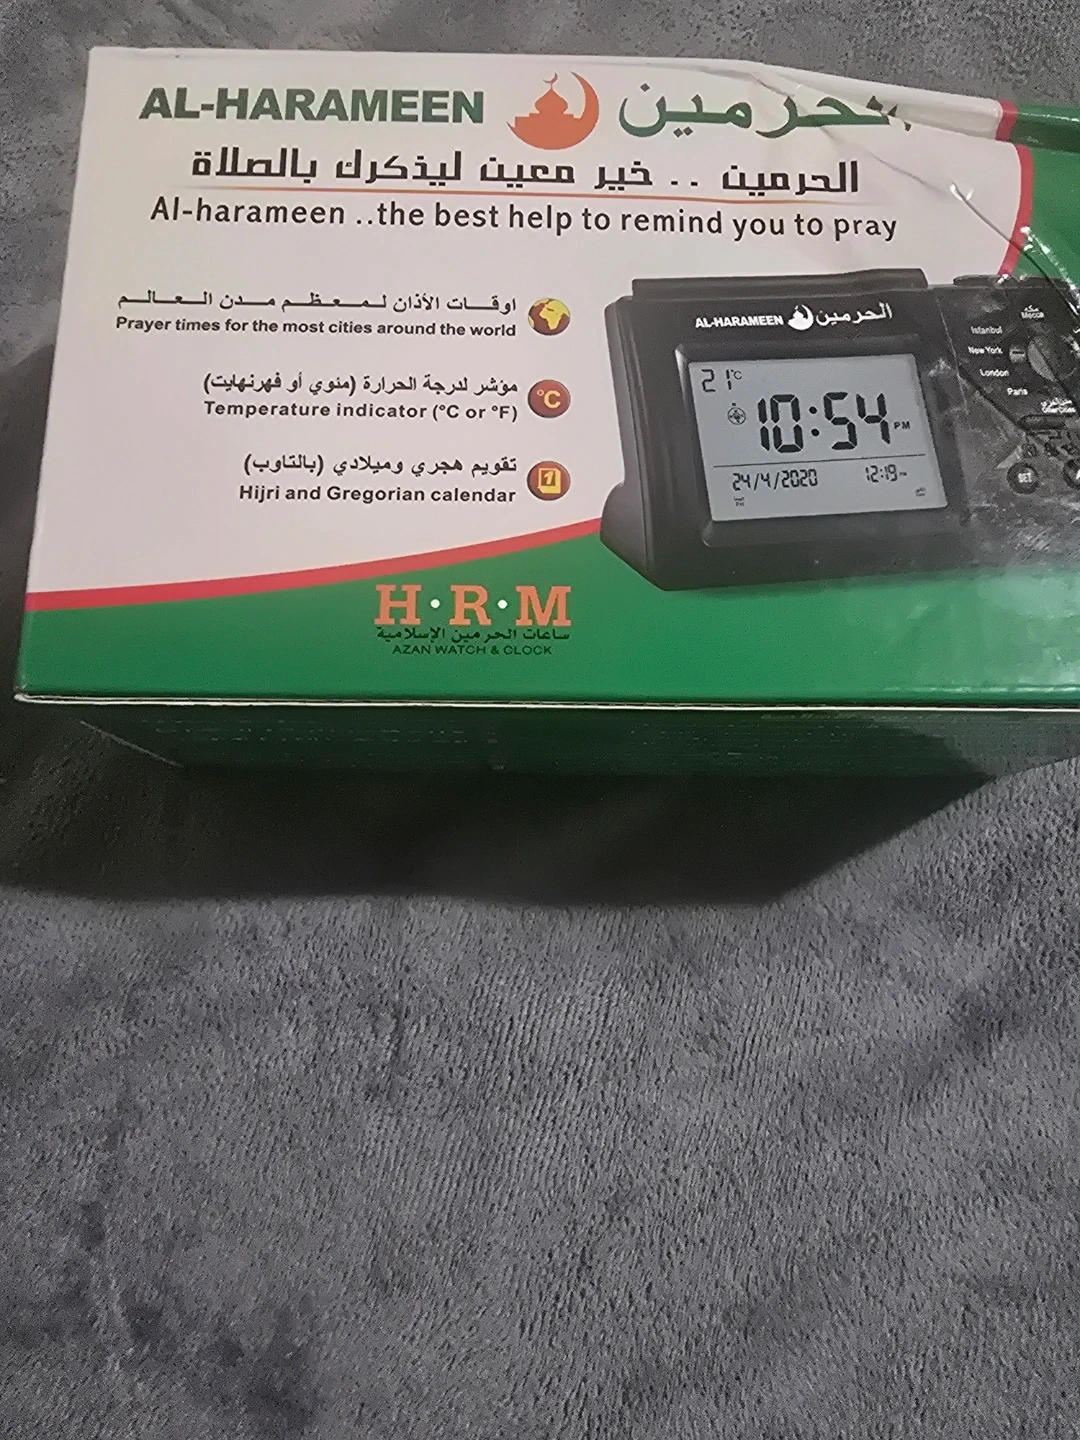 AL-HARAMEEN الحرمين
الحرمين .. خير معين ليذكرك بالصلاة
Al-harameen ..the best help to remind you to pray
اوقات الأذان لمعظم مدن العالم
Prayer times for the most cities around the world
مؤشر لدرجة الحرارة (مئوي أو فهرنهايت)
°C
Temperature indicator (°C or °F)
تقويم هجري وميلادي (بالتاوب)
1
Hijri and Gregorian calendar
AL-HARAMEEN الحرمين
21°C
10:54 PM
24/4/2020 12:19
مكة
Mecca
Istanbul
New York
London
Paris
SET
H·R·M
ساعات الحرمين الإسلامية
AZAN WATCH & CLOCK